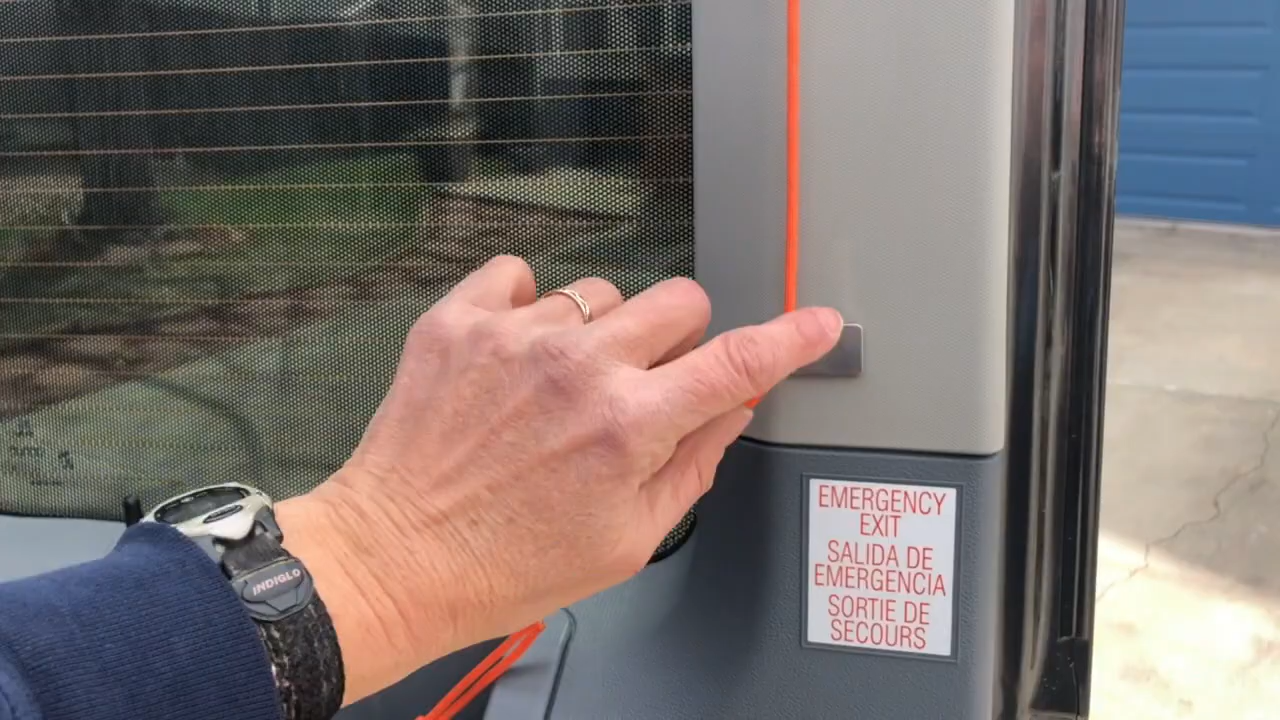 INDIGLO
EMERGENCY
EXIT
SALIDA DE
EMERGENCIA
SORTIE DE
SECOURS